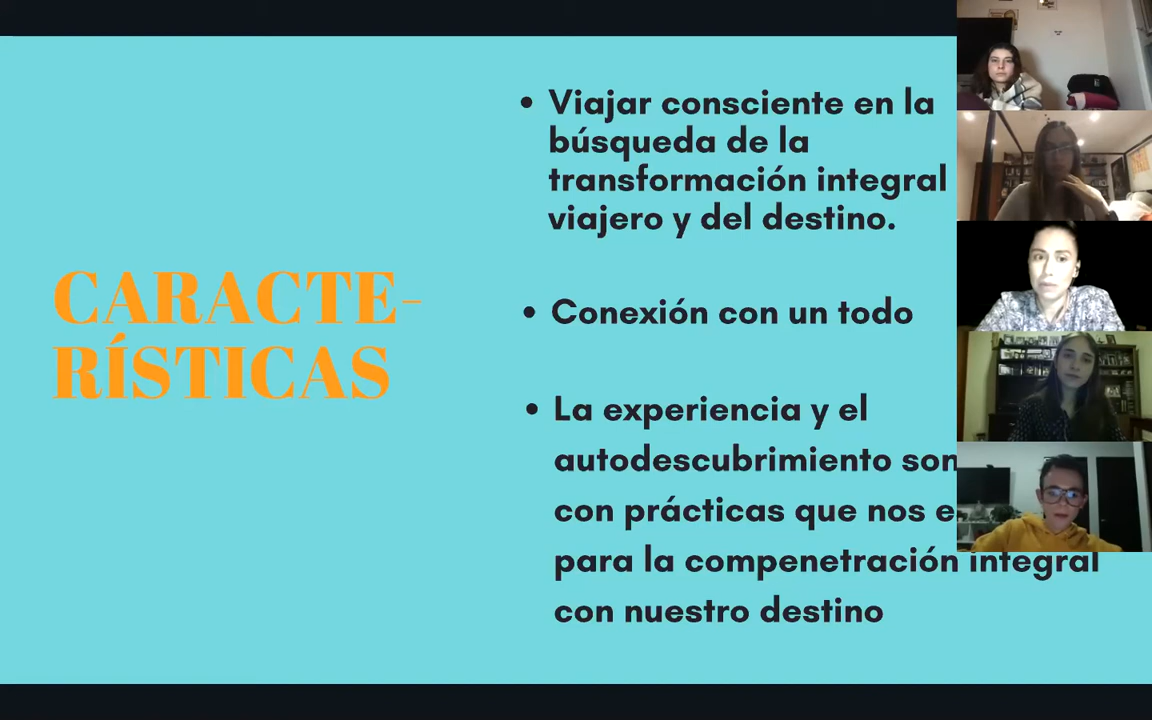 CARACTE-
RÍSTICAS
• Viajar consciente en la
búsqueda de la
transformación integral
viajero y del destino.
• Conexión con un todo
• La experiencia y el
autodescubrimiento son
con prácticas que nos
para la compenetración integral
con nuestro destino